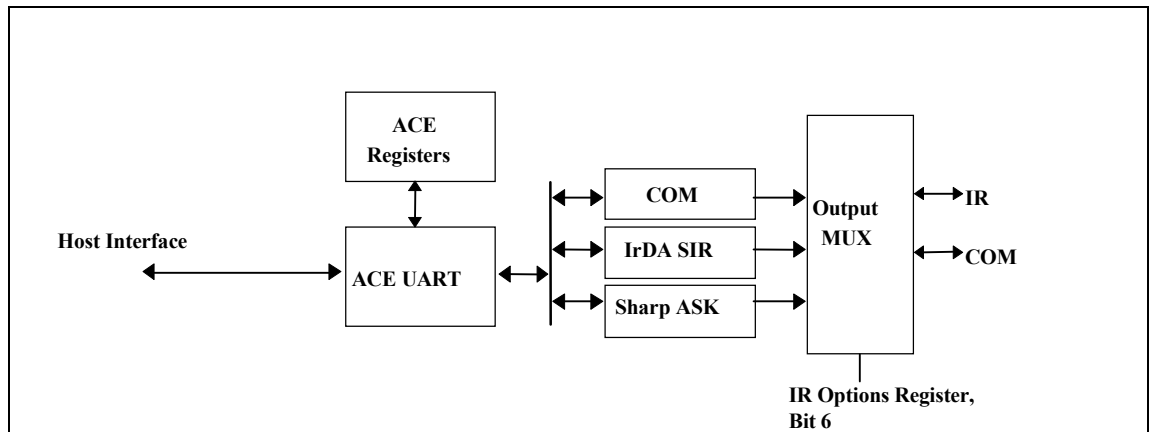 ACE
Registers
Host Interface
ACE UART
COM
IrDA SIR
Sharp ASK
Output
MUX
IR
COM
IR Options Register,
Bit 6